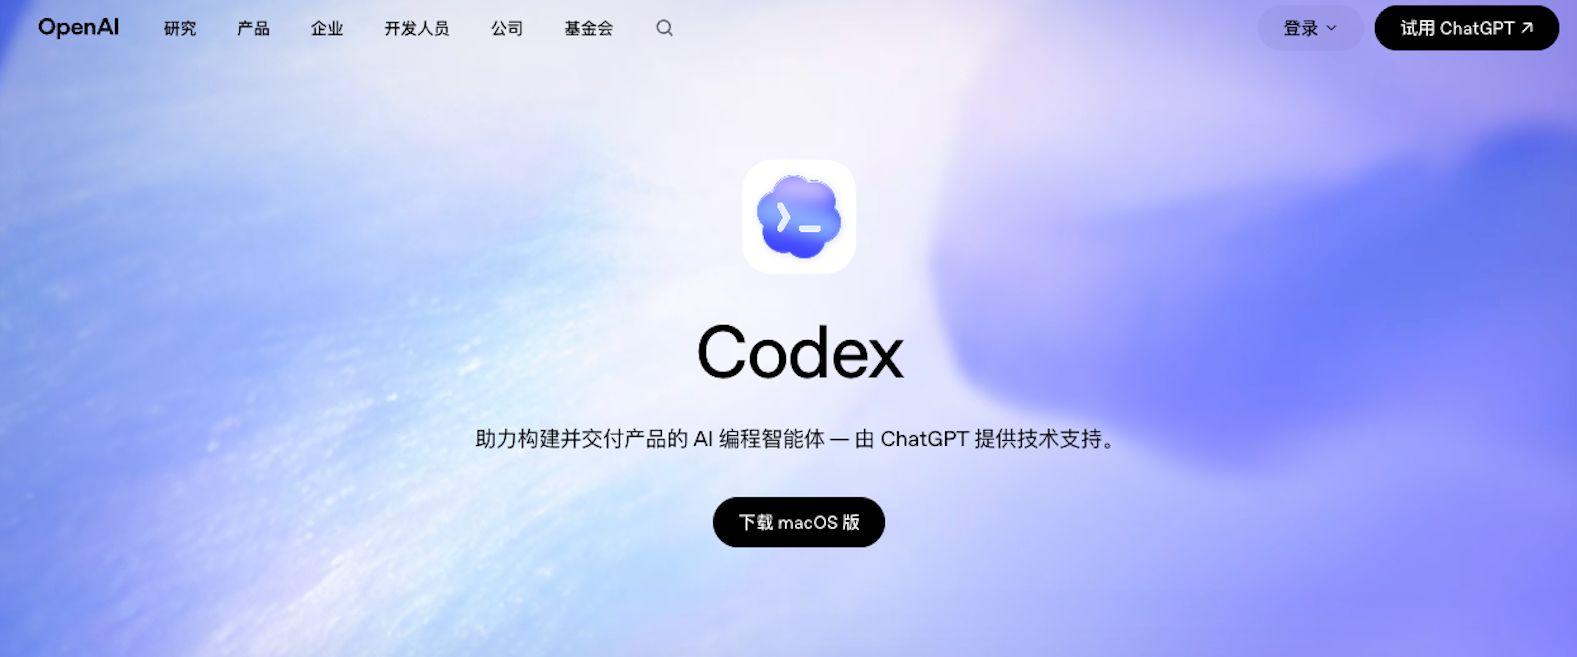 OpenAI 研究 产品 企业 开发人员 公司 基金会 登录 试用 ChatGPT ↗
Codex
助力构建并交付产品的 AI 编程智能体 — 由 ChatGPT 提供技术支持。
下载 macOS 版